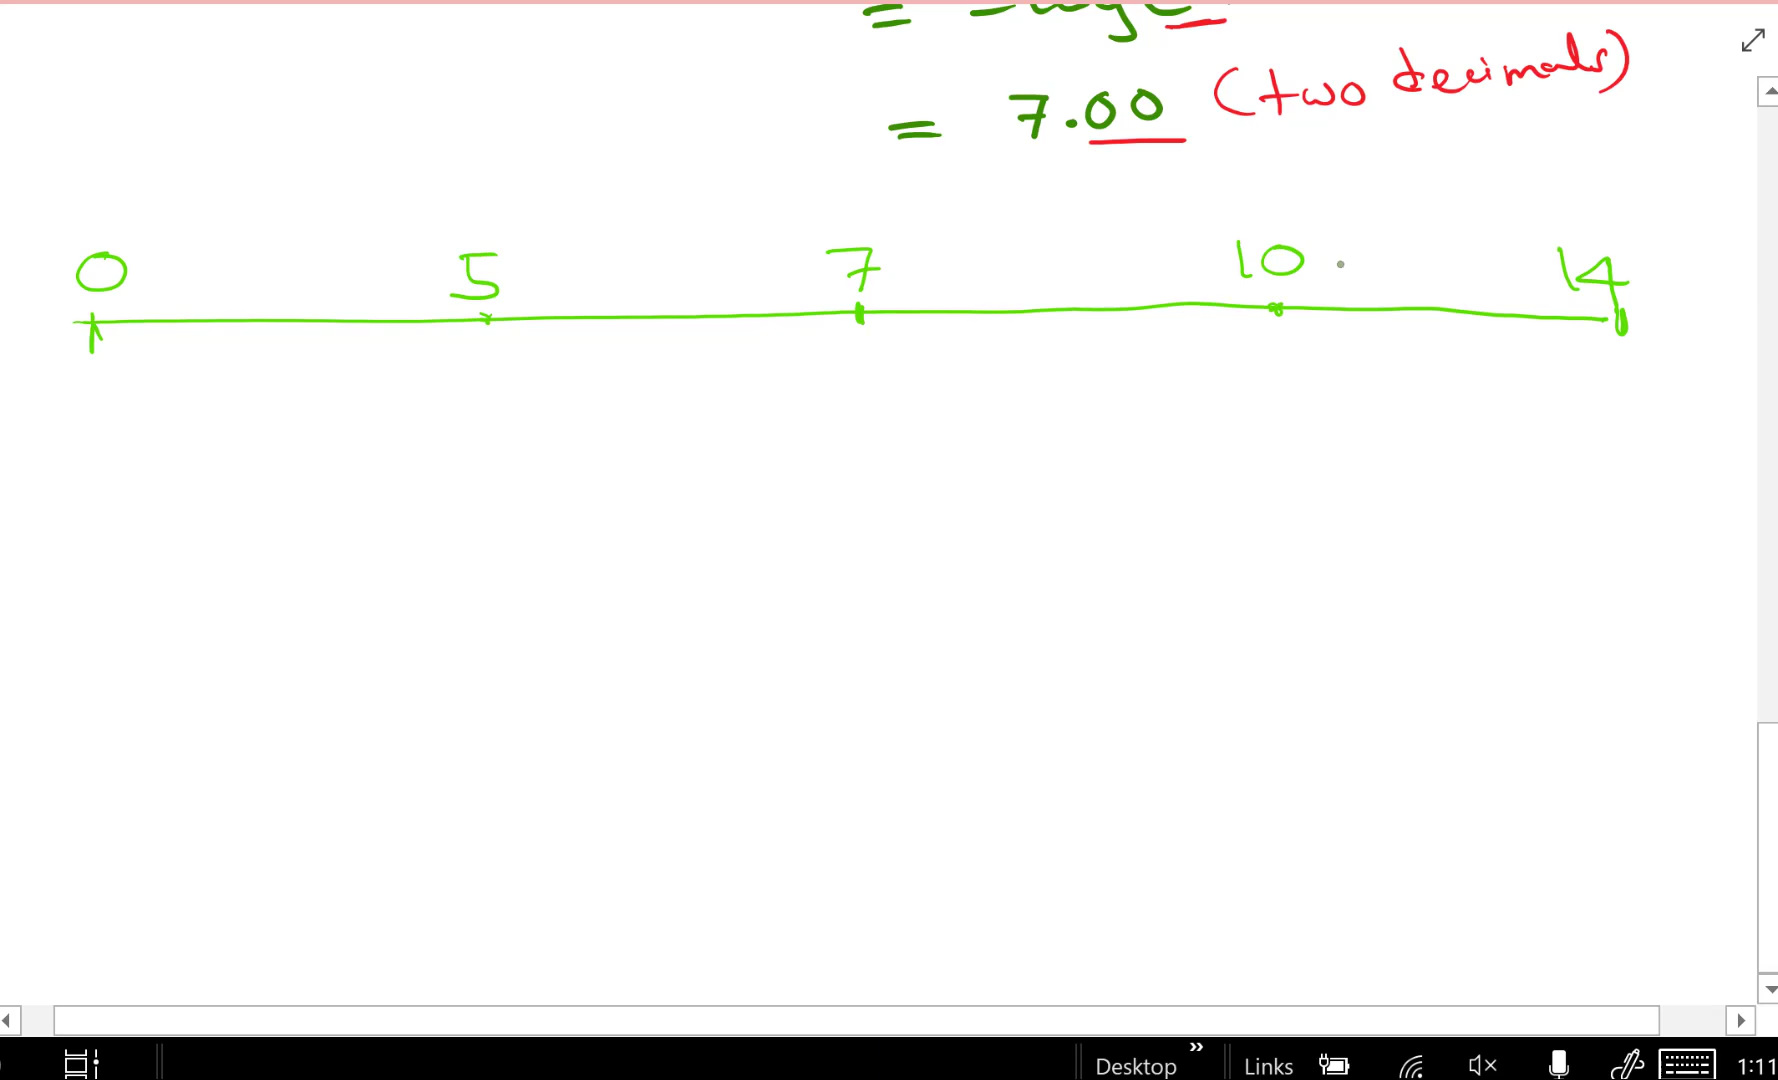 =
= 7.00 (two decimals)
0 5 7 10 14
Desktop » Links 1:11